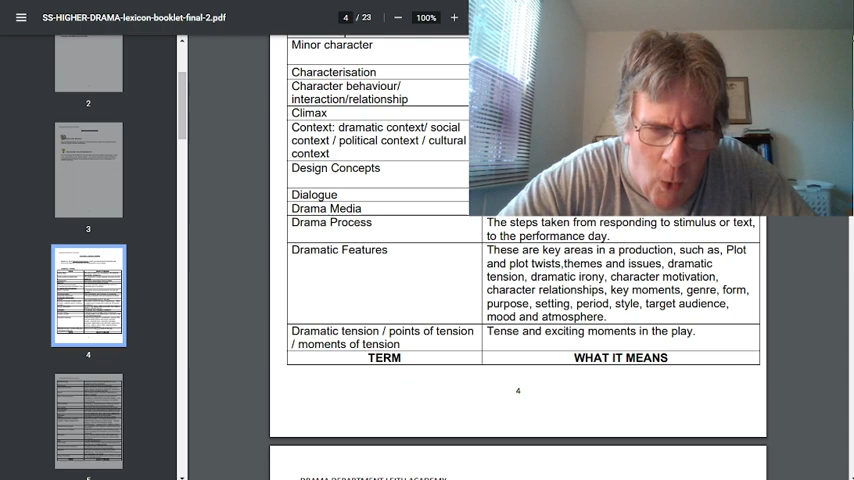 SS-HIGHER-DRAMA-lexicon-booklet-final-2.pdf
4 / 23
100%
2
3
4
Minor character
Characterisation
Character behaviour/
interaction/relationship
Climax
Context: dramatic context/ social
context / political context / cultural
context
Design Concepts
Dialogue
Drama Media
Drama Process
The steps taken from responding to stimulus or text,
to the performance day.
Dramatic Features
These are key areas in a production, such as, Plot
and plot twists,themes and issues, dramatic
tension, dramatic irony, character motivation,
character relationships, key moments, genre, form,
purpose, setting, period, style, target audience,
mood and atmosphere.
Dramatic tension / points of tension
/ moments of tension
Tense and exciting moments in the play.
TERM
WHAT IT MEANS
4